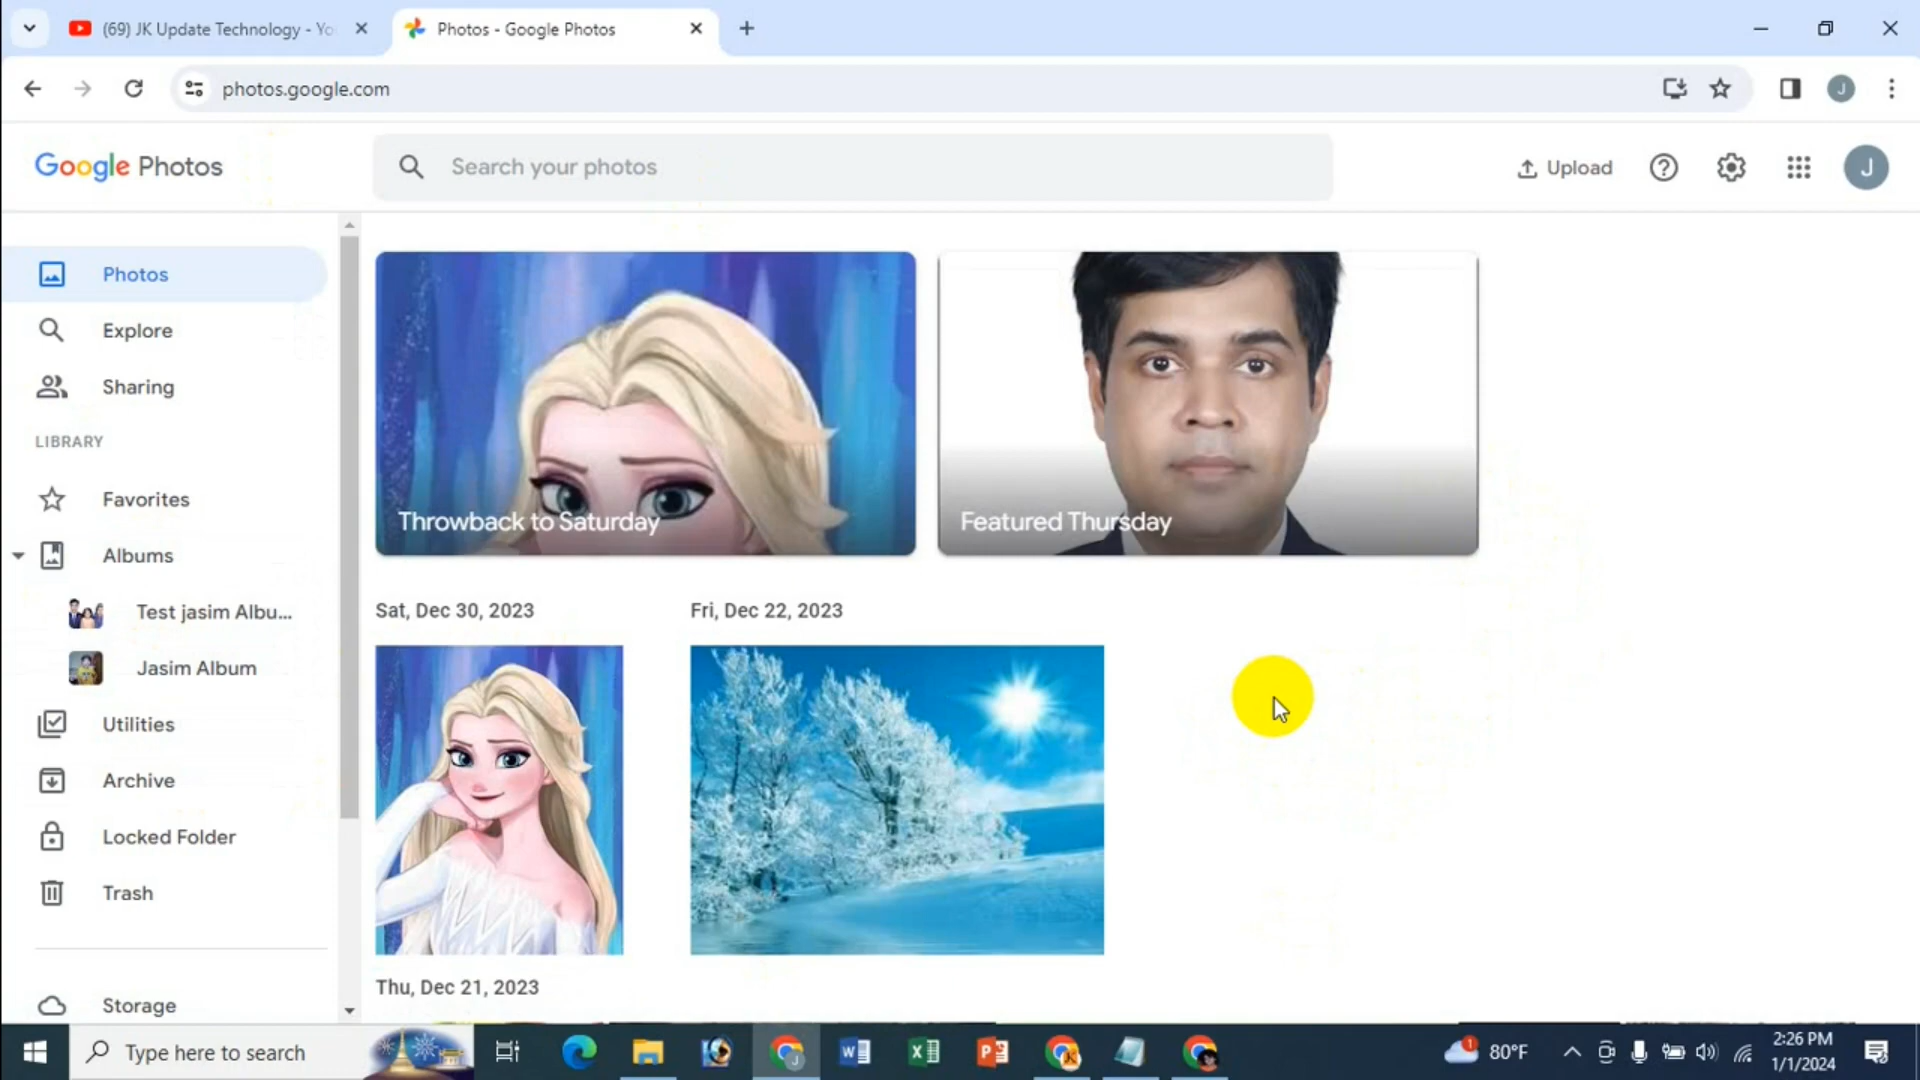 (69) JK Update Technology - Yo
Photos - Google Photos
photos.google.com
J
Google Photos
Search your photos
Upload
J
Photos
Explore
Sharing
LIBRARY
Favorites
Albums
Test jasim Albu...
Jasim Album
Utilities
Archive
Locked Folder
Trash
Storage
Throwback to Saturday
Featured Thursday
Sat, Dec 30, 2023
Fri, Dec 22, 2023
Thu, Dec 21, 2023
Type here to search
1
80°F
2:26 PM
1/1/2024